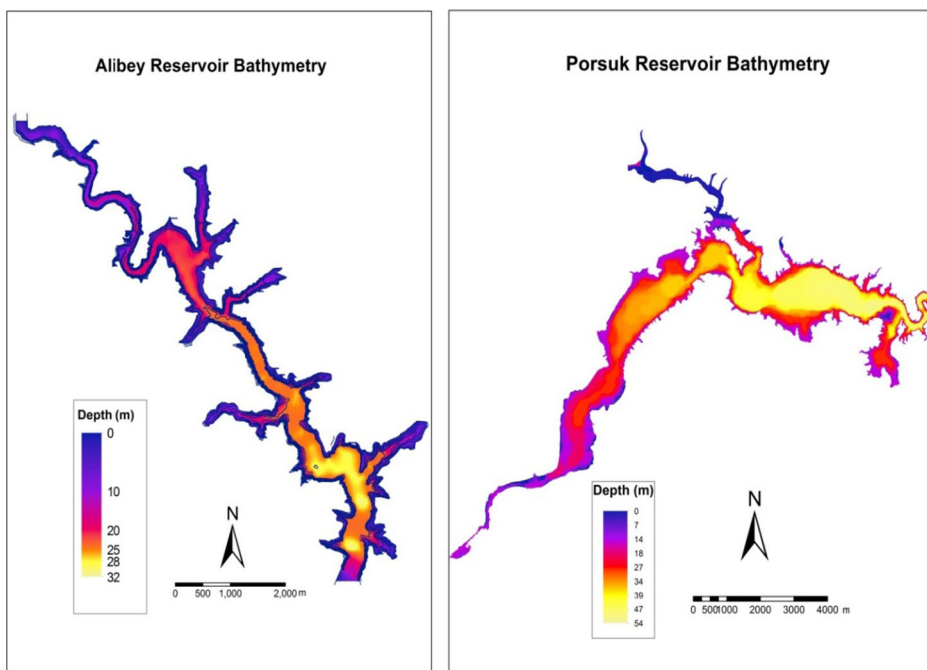 Alibey Reservoir Bathymetry
Depth (m)
0
10
20
25
28
32
N
0 500 1,000 2,000 m
Porsuk Reservoir Bathymetry
Depth (m)
0
7
14
18
27
34
39
47
54
N
0 5001000 2000 3000 4000 m